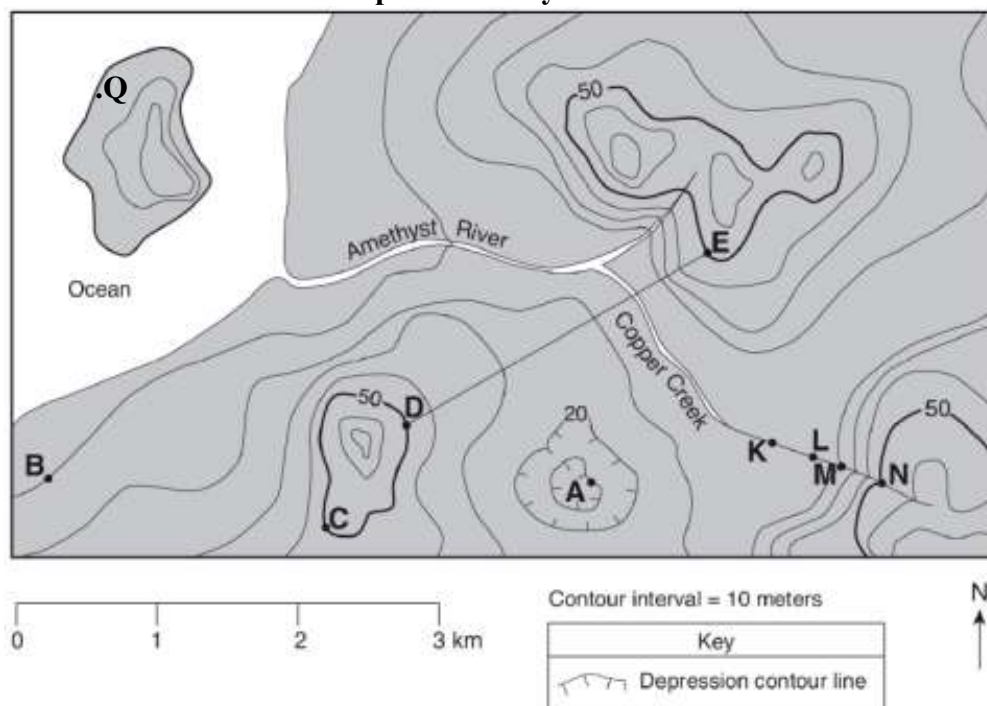 .Q
50
E
Amethyst River
Ocean
Copper Creek
50
D
20
50
B
K
L
A
M
N
C
0 1 2 3 km
Contour interval = 10 meters
Key
Depression contour line
N